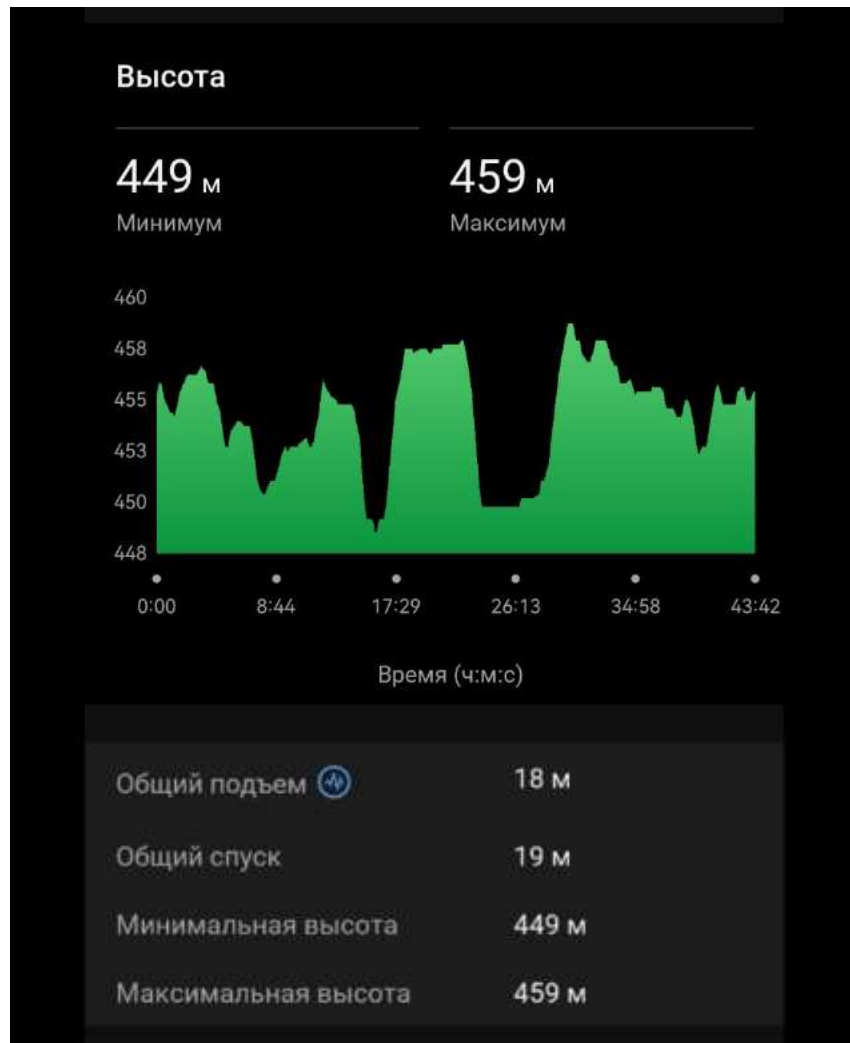 Высота
449 м 459 м
Минимум Максимум
460
458
455
453
450
448
0:00 8:44 17:29 26:13 34:58 43:42
Время (ч:м:с)
Общий подъем 18 м
Общий спуск 19 м
Минимальная высота 449 м
Максимальная высота 459 м